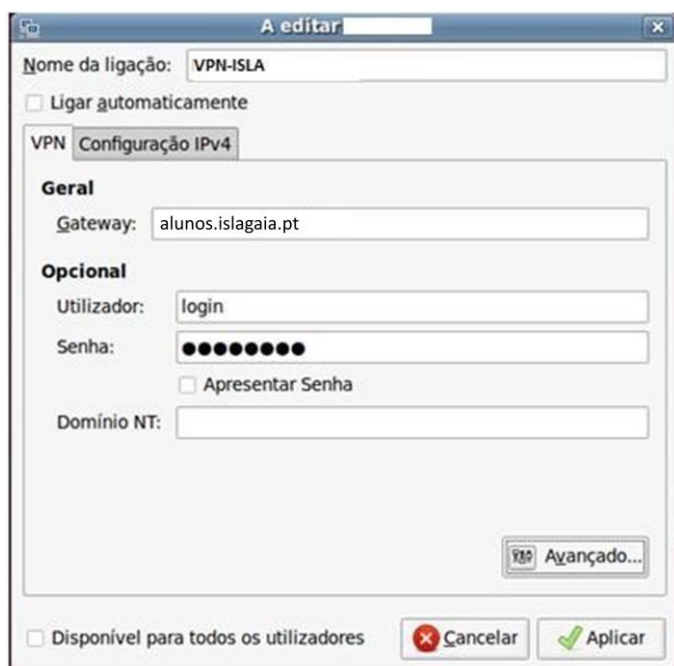 A editar
Nome da ligação: VPN-ISLA
Ligar automaticamente
VPN Configuração IPv4
Geral
Gateway: alunos.islagaia.pt
Opcional
Utilizador: login
Senha: ●●●●●●●●
Apresentar Senha
Domínio NT:
Avançado...
Disponível para todos os utilizadores Cancelar Aplicar